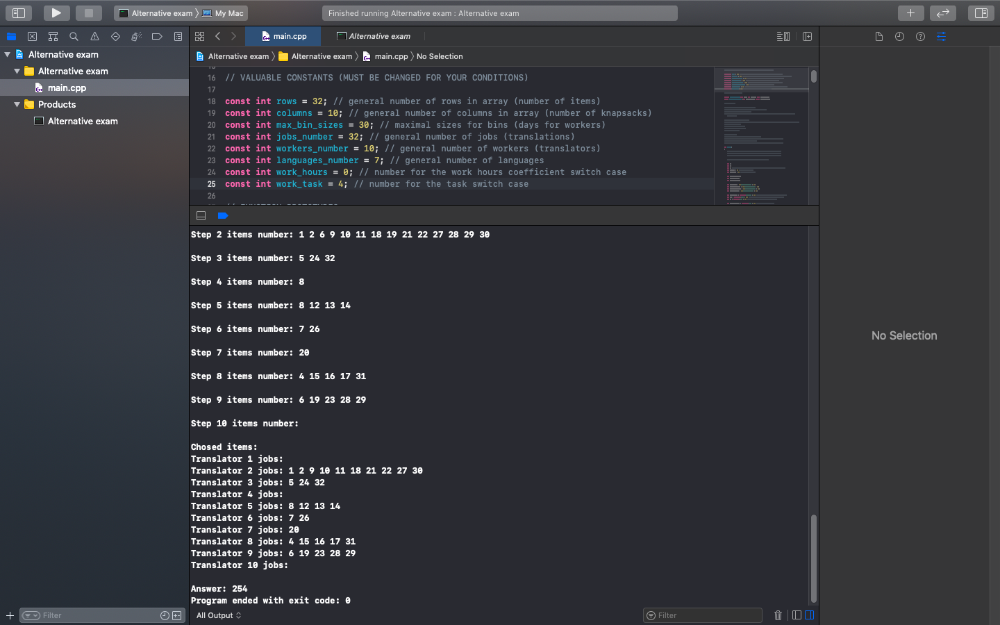 Alternative exam
My Mac
Finished running Alternative exam : Alternative exam
main.cpp
Alternative exam
Alternative exam
Alternative exam
Alternative exam
main.cpp
No Selection
Alternative exam
main.cpp
Products
Alternative exam
16 // VALUABLE CONSTANTS (MUST BE CHANGED FOR YOUR CONDITIONS)
17
18 const int rows = 32; // general number of rows in array (number of items)
19 const int columns = 10; // general number of columns in array (number of knapsacks)
20 const int max_bin_sizes = 30; // maximal sizes for bins (days for workers)
21 const int jobs_number = 32; // general number of jobs (translations)
22 const int workers_number = 10; // general number of workers (translators)
23 const int languages_number = 7; // general number of languages
24 const int work_hours = 0; // number for the work hours coefficient switch case
25 const int work_task = 4; // number for the task switch case
26
Step 2 items number: 1 2 6 9 10 11 18 19 21 22 27 28 29 30
Step 3 items number: 5 24 32
Step 4 items number: 8
Step 5 items number: 8 12 13 14
Step 6 items number: 7 26
Step 7 items number: 20
Step 8 items number: 4 15 16 17 31
Step 9 items number: 6 19 23 28 29
Step 10 items number:
Chosed items:
Translator 1 jobs:
Translator 2 jobs: 1 2 9 10 11 18 21 22 27 30
Translator 3 jobs: 5 24 32
Translator 4 jobs:
Translator 5 jobs: 8 12 13 14
Translator 6 jobs: 7 26
Translator 7 jobs: 20
Translator 8 jobs: 4 15 16 17 31
Translator 9 jobs: 6 19 23 28 29
Translator 10 jobs:
Answer: 254
Program ended with exit code: 0
No Selection
Filter
All Output
Filter